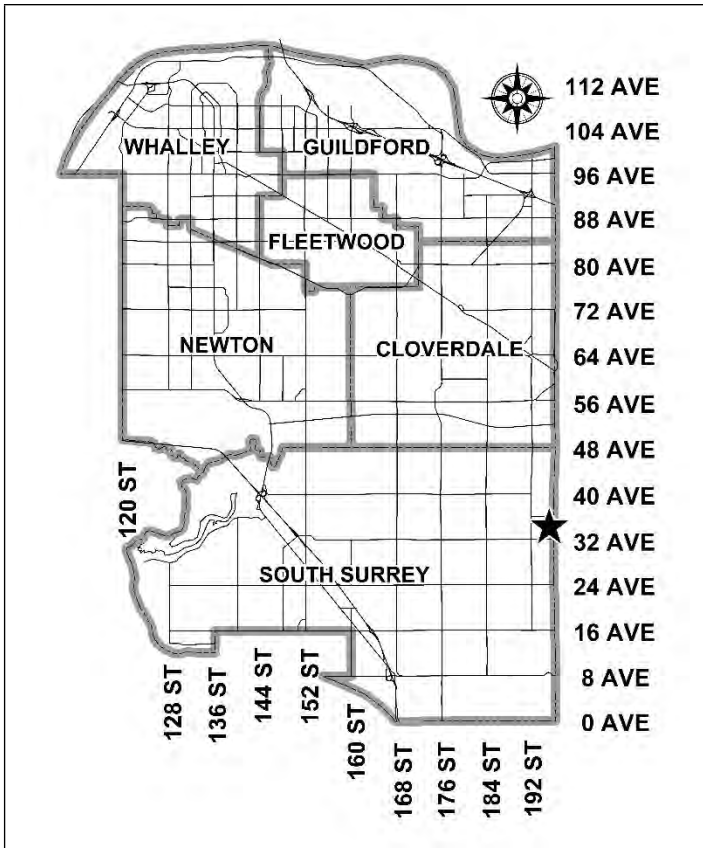 112 AVE
104 AVE
WHALLEY
GUILDFORD
96 AVE
88 AVE
FLEETWOOD
80 AVE
72 AVE
NEWTON
CLOVERDALE
64 AVE
56 AVE
48 AVE
120 ST
40 AVE
32 AVE
SOUTH SURREY
24 AVE
16 AVE
128 ST
136 ST
144 ST
152 ST
160 ST
168 ST
176 ST
184 ST
192 ST
8 AVE
0 AVE